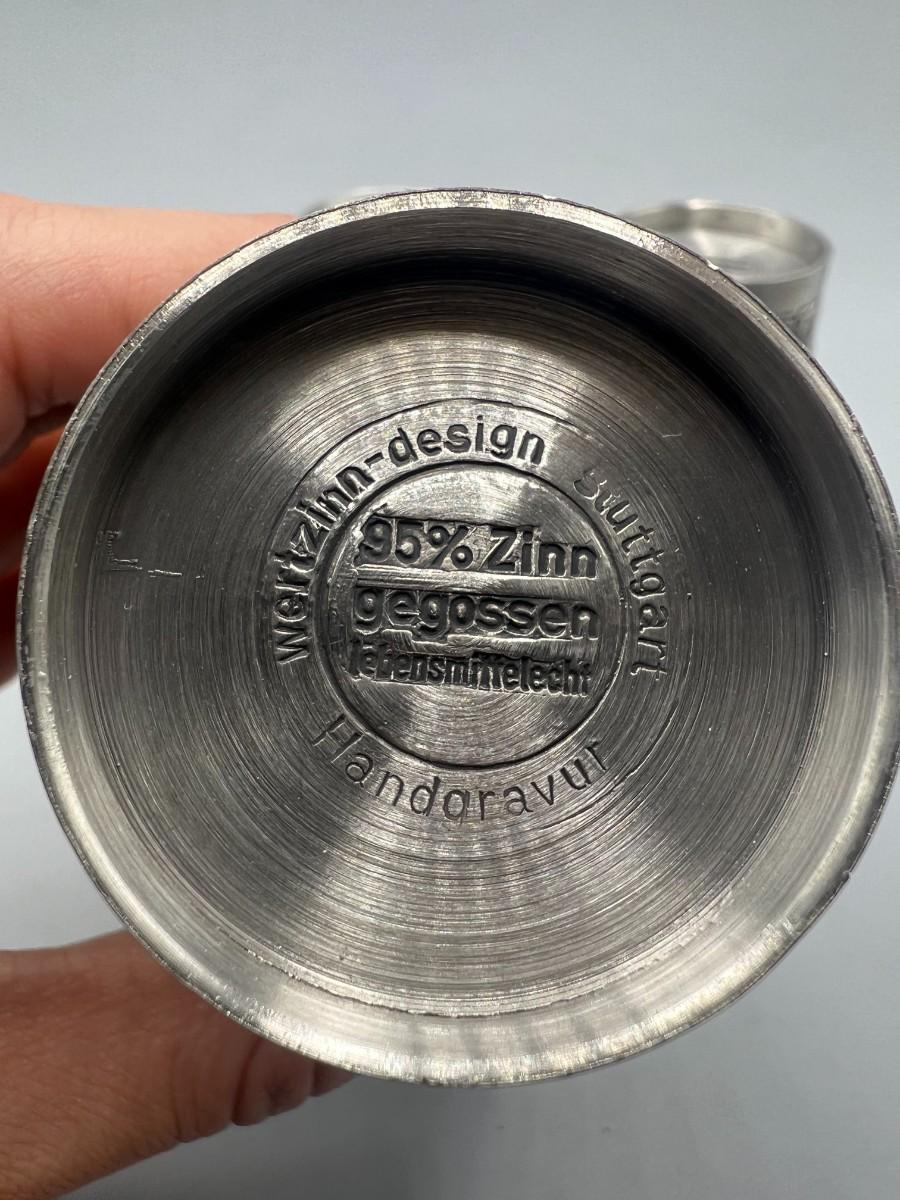 wertzinn-design Stuttgart
95% Zinn
gegossen
lebensmittelecht
Handgravur